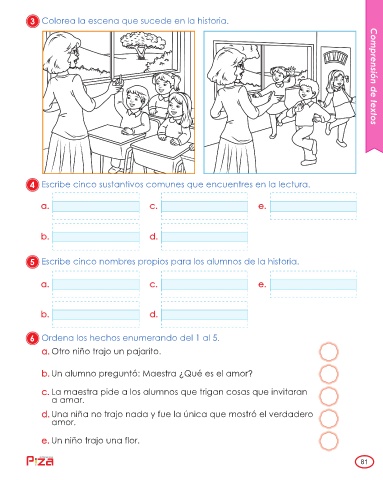 3 Colorea la escena que sucede en la historia.
Comprensión de textos
4 Escribe cinco sustantivos comunes que encuentres en la lectura.
a. c. e.
b. d.
5 Escribe cinco nombres propios para los alumnos de la historia.
a. c. e.
b. d.
6 Ordena los hechos enumerando del 1 al 5.
a. Otro niño trajo un pajarito.
b. Un alumno preguntó: Maestra ¿Qué es el amor?
c. La maestra pide a los alumnos que trigan cosas que invitaran
a amar.
d. Una niña no trajo nada y fue la única que mostró el verdadero
amor.
e. Un niño trajo una flor.
Piza
81